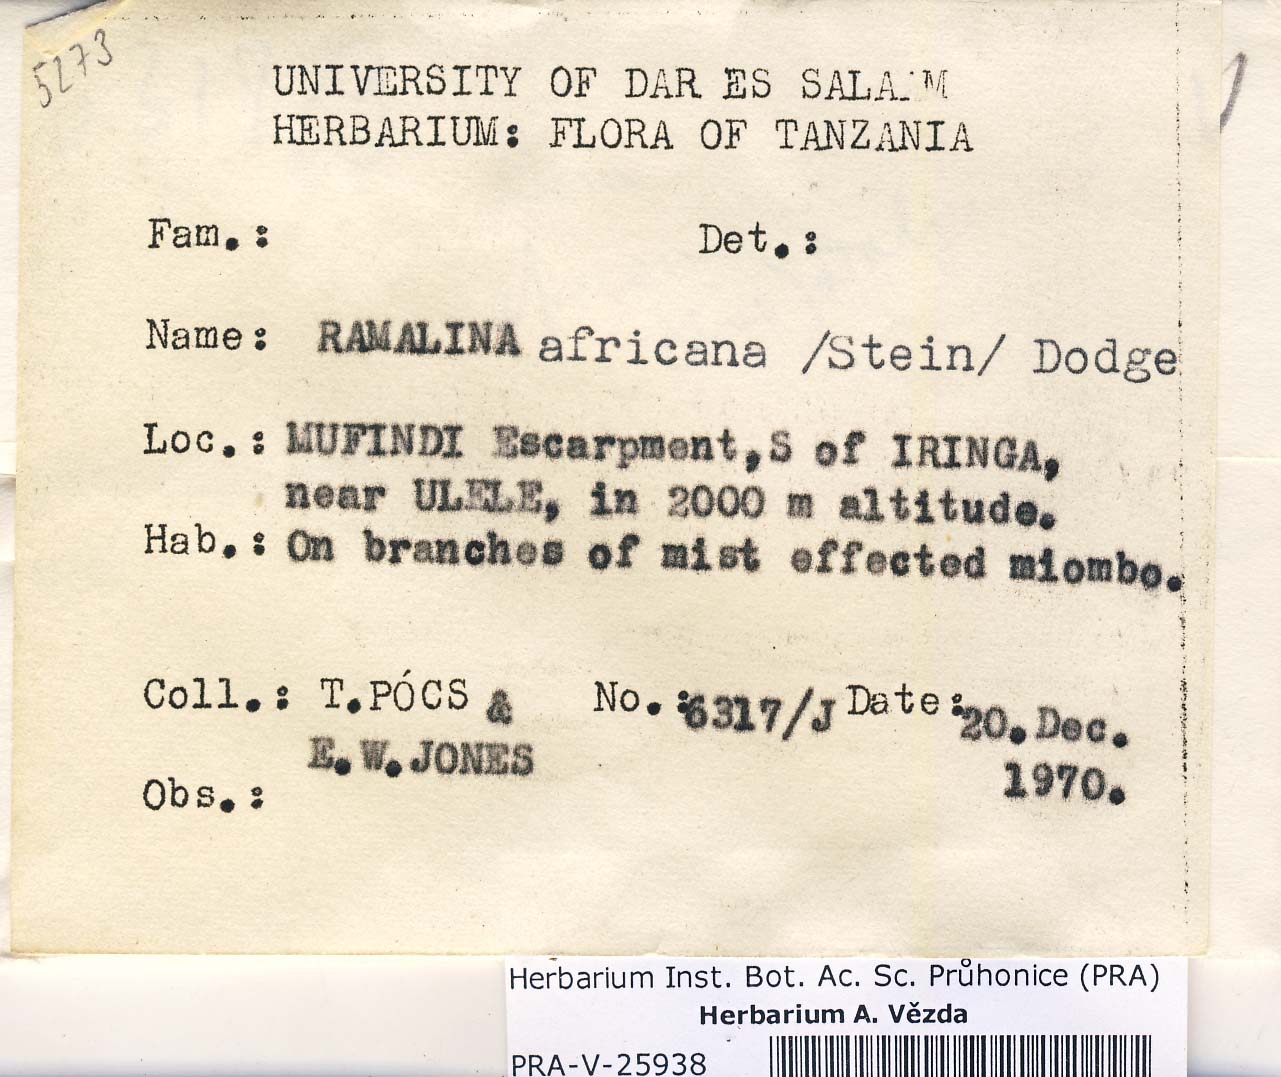 5273
UNIVERSITY OF DAR ES SALAAM
HERBARIUM: FLORA OF TANZANIA
Fam.: Det.:
Name: RAMALINA africana /Stein/ Dodge
Loc.: MUFINDI Escarpment, S of IRINGA,
near ULELE, in 2000 m altitude.
Hab.: On branches of mist effected miombo.
Coll.: T.PÓCS & No.:6317/J Date:20.Dec.
E.W.JONES 1970.
Obs.:
Herbarium Inst. Bot. Ac. Sc. Průhonice (PRA)
Herbarium A. Vězda
PRA-V-25938